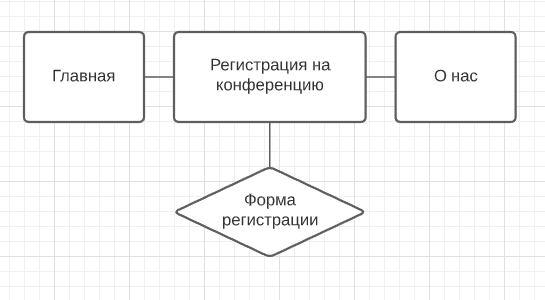 Главная
Регистрация на
конференцию
О нас
Форма
регистрации